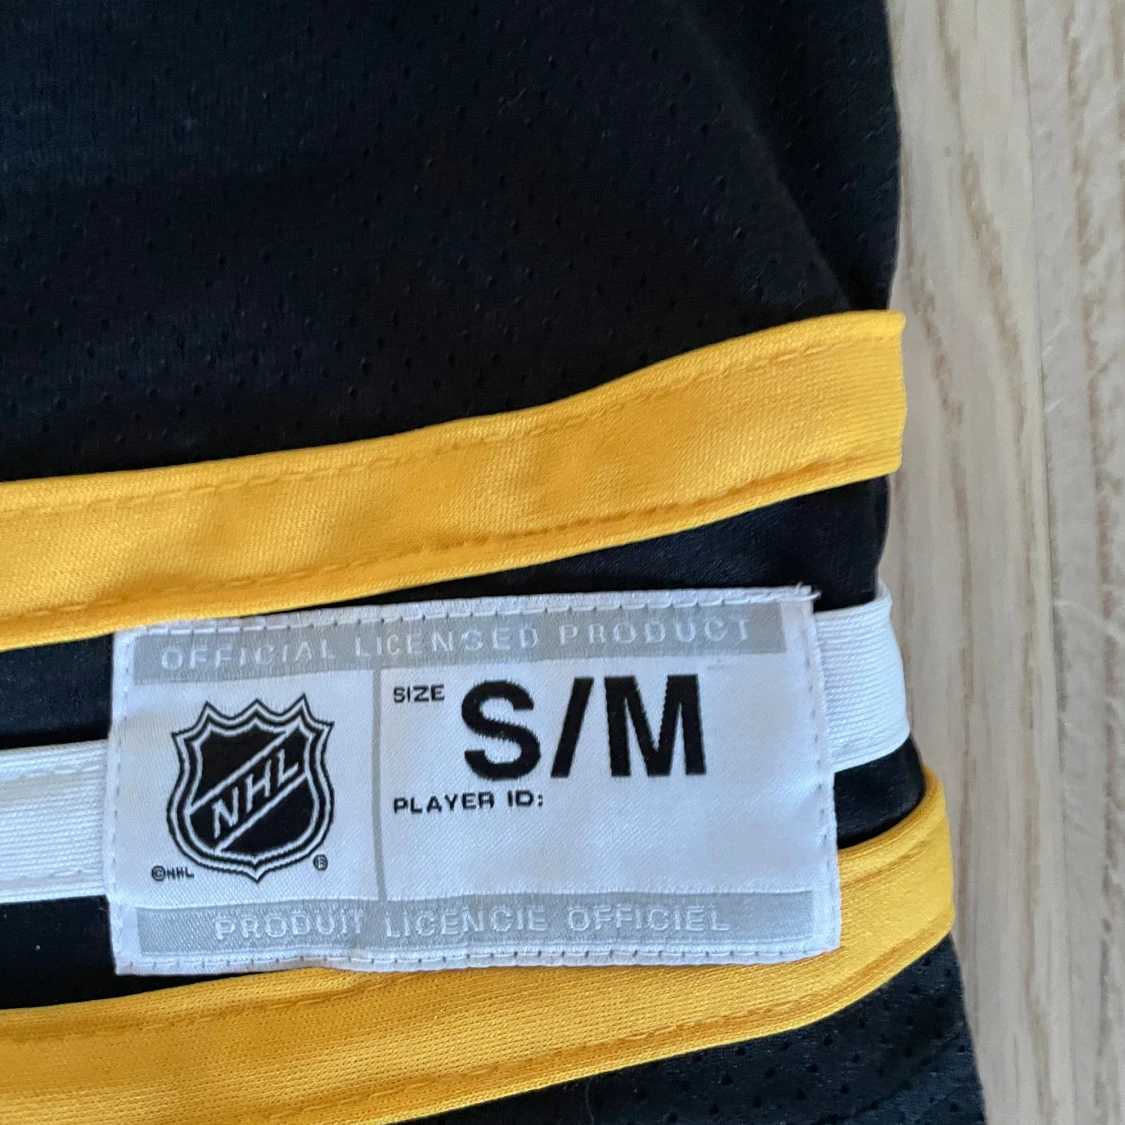 OFFICIAL LICENSED PRODUCT
NHL
©NHL ®
SIZE S/M
PLAYER ID:
PRODUIT LICENCIE OFFICIEL